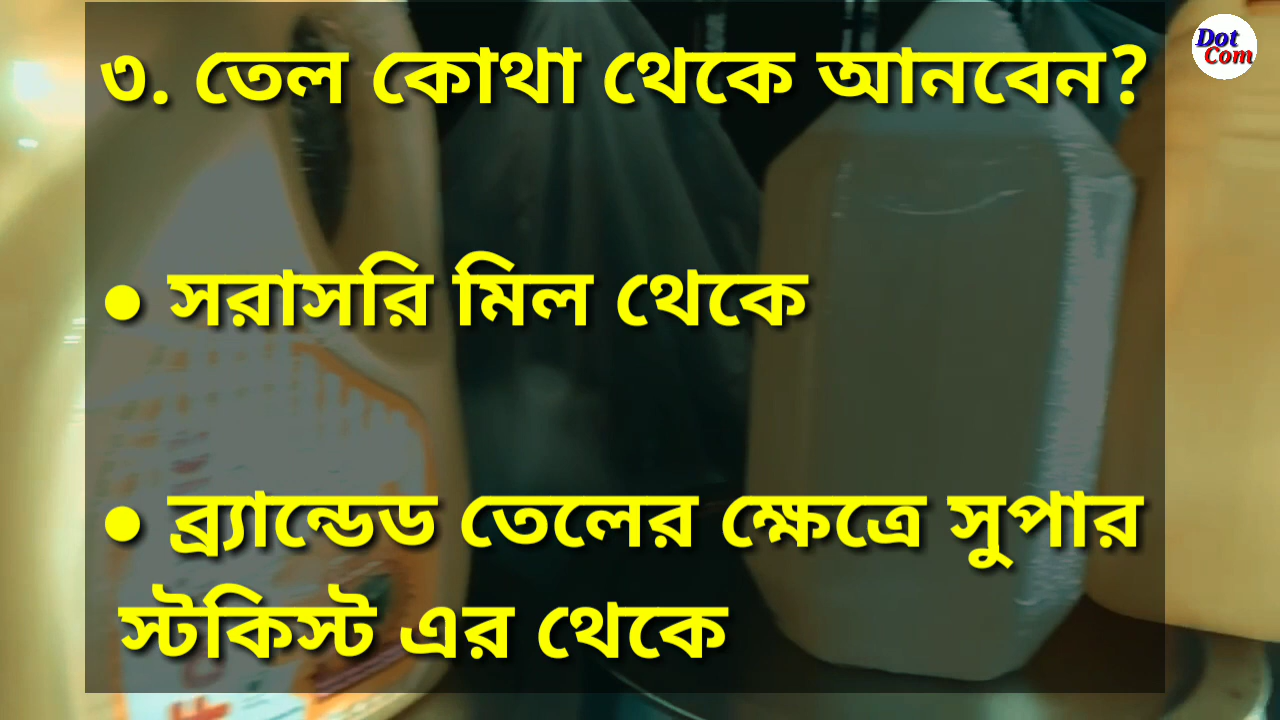 ৩. তেল কোথা থেকে আনবেন?
Dot
Com
● সরাসরি মিল থেকে
● ব্র্যান্ডেড তেলের ক্ষেত্রে সুপার
স্টকিস্ট এর থেকে